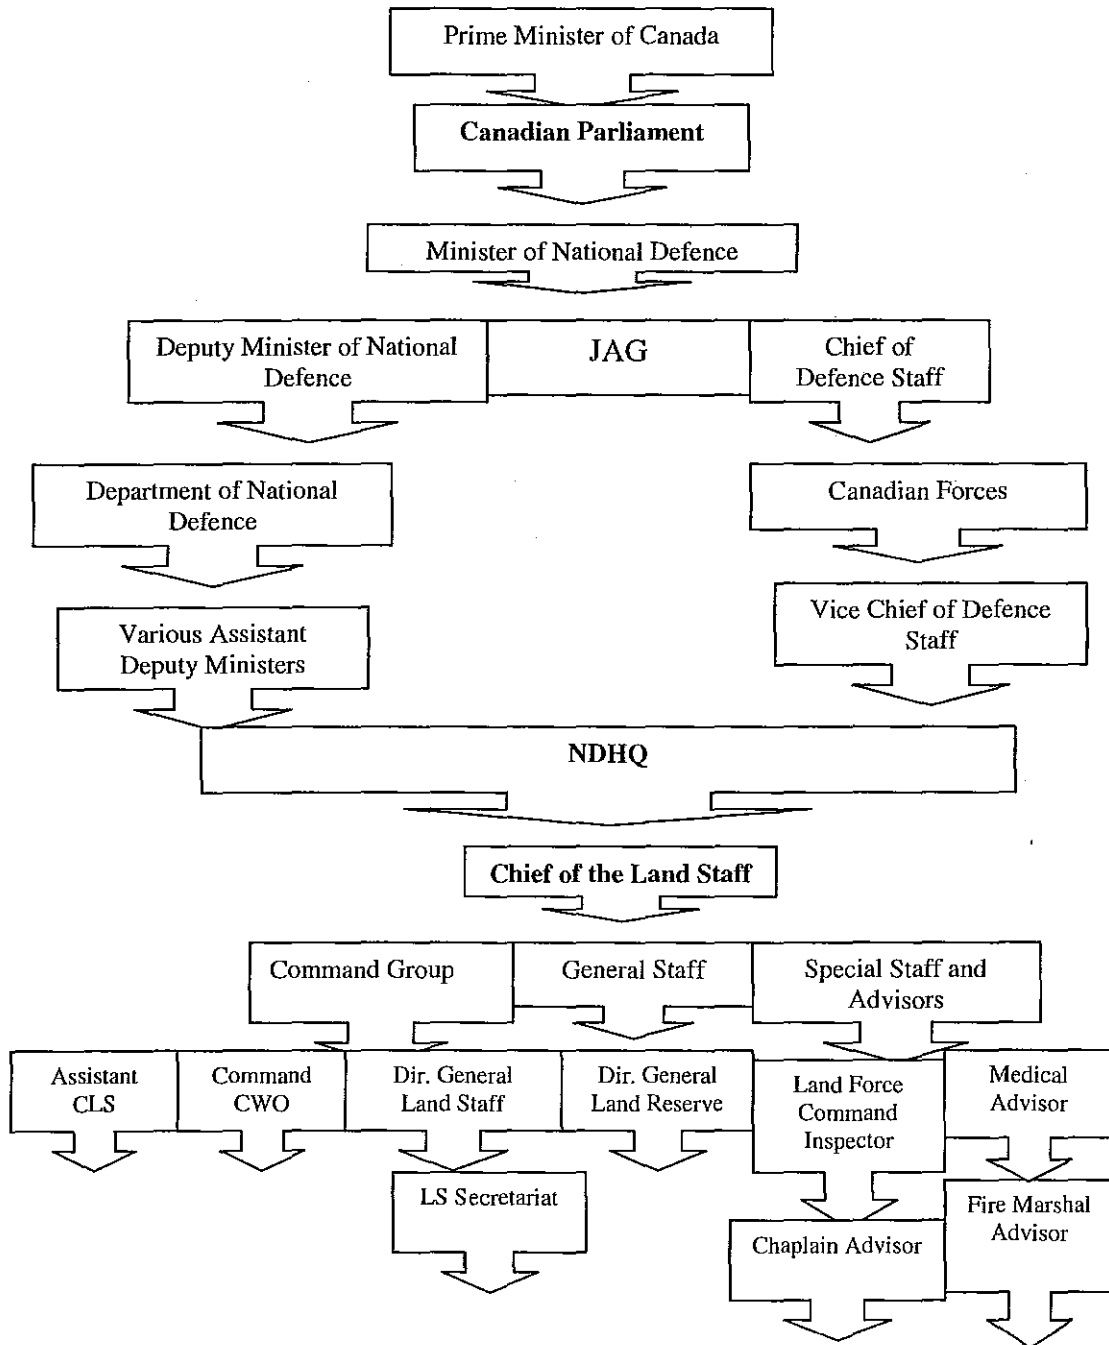 Prime Minister of Canada
Canadian Parliament
Minister of National Defence
Deputy Minister of National
Defence
JAG
Chief of
Defence Staff
Department of National
Defence
Canadian Forces
Various Assistant
Deputy Ministers
Vice Chief of Defence
Staff
NDHQ
Chief of the Land Staff
Command Group
General Staff
Special Staff and
Advisors
Assistant
CLS
Command
CWO
Dir. General
Land Staff
Dir. General
Land Reserve
Land Force
Command
Inspector
Medical
Advisor
LS Secretariat
Chaplain Advisor
Fire Marshal
Advisor